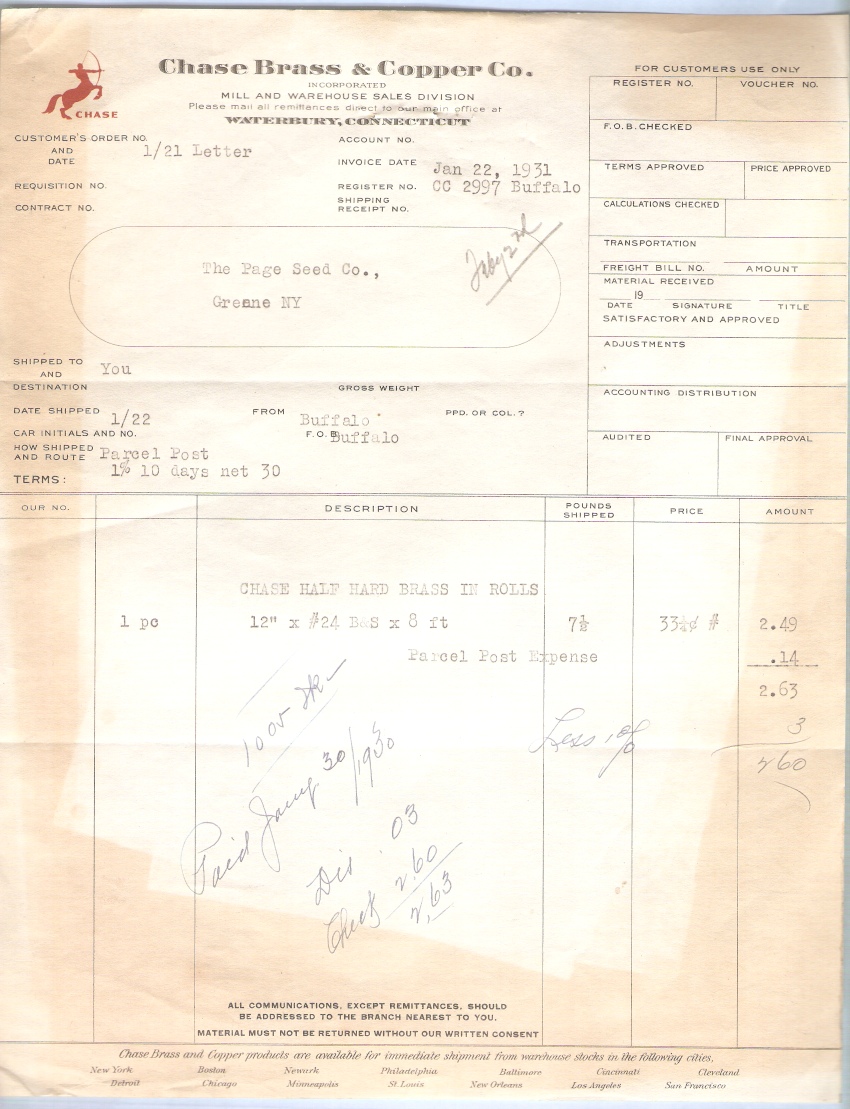 Chase Brass & Copper Co.
INCORPORATED
MILL AND WAREHOUSE SALES DIVISION
Please mail all remittances direct to our main office at
WATERBURY, CONNECTICUT
CHASE
CUSTOMER'S ORDER NO.
AND
DATE
1/21 Letter
REQUISITION NO.
CONTRACT NO.
ACCOUNT NO.
INVOICE DATE Jan 22, 1931
REGISTER NO. CC 2997 Buffalo
SHIPPING
RECEIPT NO.
The Page Seed Co.,
Greene NY
FOR CUSTOMERS USE ONLY
REGISTER NO. VOUCHER NO.
F.O.B. CHECKED
TERMS APPROVED PRICE APPROVED
CALCULATIONS CHECKED
TRANSPORTATION
FREIGHT BILL NO. AMOUNT
MATERIAL RECEIVED
19
DATE SIGNATURE TITLE
SATISFACTORY AND APPROVED
ADJUSTMENTS
ACCOUNTING DISTRIBUTION
AUDITED FINAL APPROVAL
SHIPPED TO
AND
DESTINATION
You
GROSS WEIGHT
DATE SHIPPED 1/22 FROM Buffalo PPD. OR COL.?
CAR INITIALS AND NO. F.O.B. Buffalo
HOW SHIPPED
AND ROUTE Parcel Post
TERMS: 1% 10 days net 30
OUR NO. DESCRIPTION POUNDS SHIPPED PRICE AMOUNT
CHASE HALF HARD BRASS IN ROLLS
1 pc 12" x #24 B&S x 8 ft 7½ 33¼¢ # 2.49
Parcel Post Expense .14
2.63
Less 1% 3
260
Paid Jany 30/1930
Dis .03
Check 2.60
2,63
ALL COMMUNICATIONS, EXCEPT REMITTANCES, SHOULD
BE ADDRESSED TO THE BRANCH NEAREST TO YOU.
MATERIAL MUST NOT BE RETURNED WITHOUT OUR WRITTEN CONSENT
Chase Brass and Copper products are available for immediate shipment from warehouse stocks in the following cities,
New York Boston Newark Philadelphia Baltimore Cincinnati Cleveland
Detroit Chicago Minneapolis St. Louis New Orleans Los Angeles San Francisco